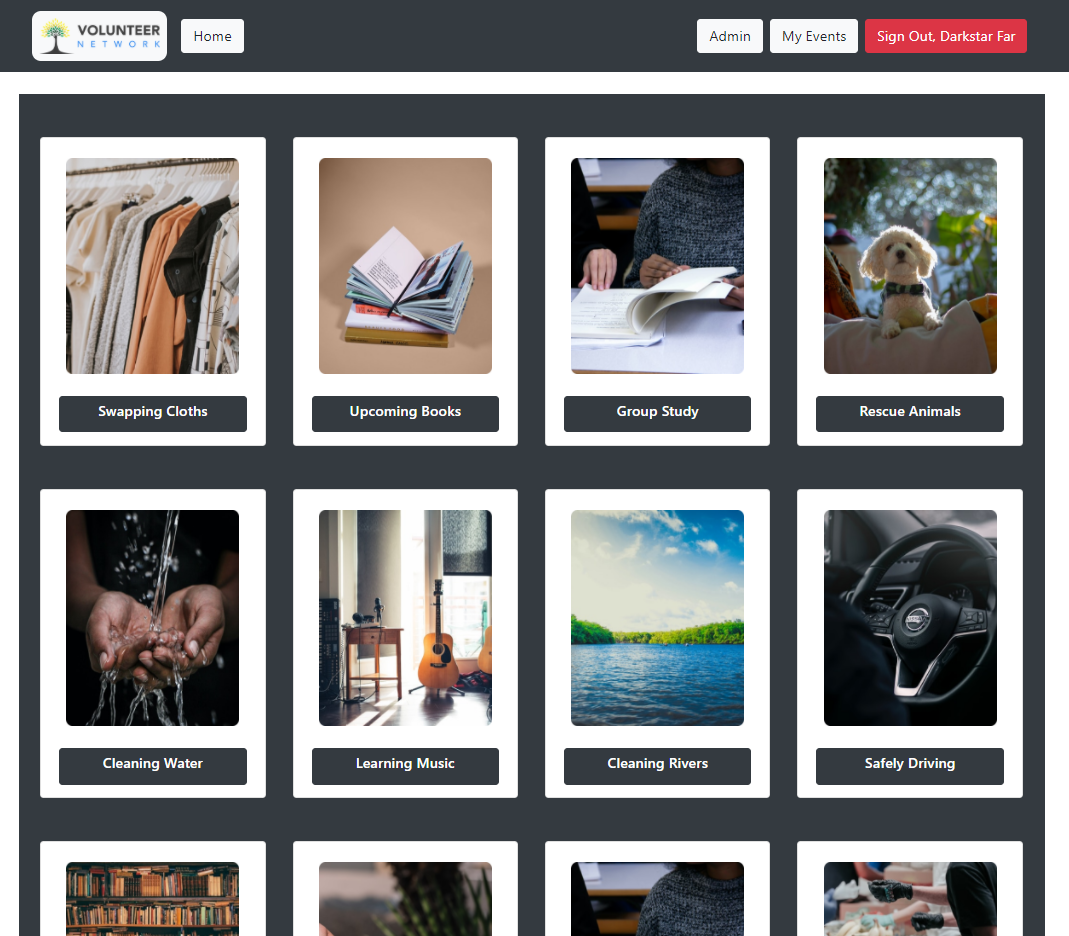 VOLUNTEER
NETWORK
Home
Admin
My Events
Sign Out, Darkstar Far
Swapping Cloths
Upcoming Books
Group Study
Rescue Animals
Cleaning Water
Learning Music
Cleaning Rivers
Safely Driving